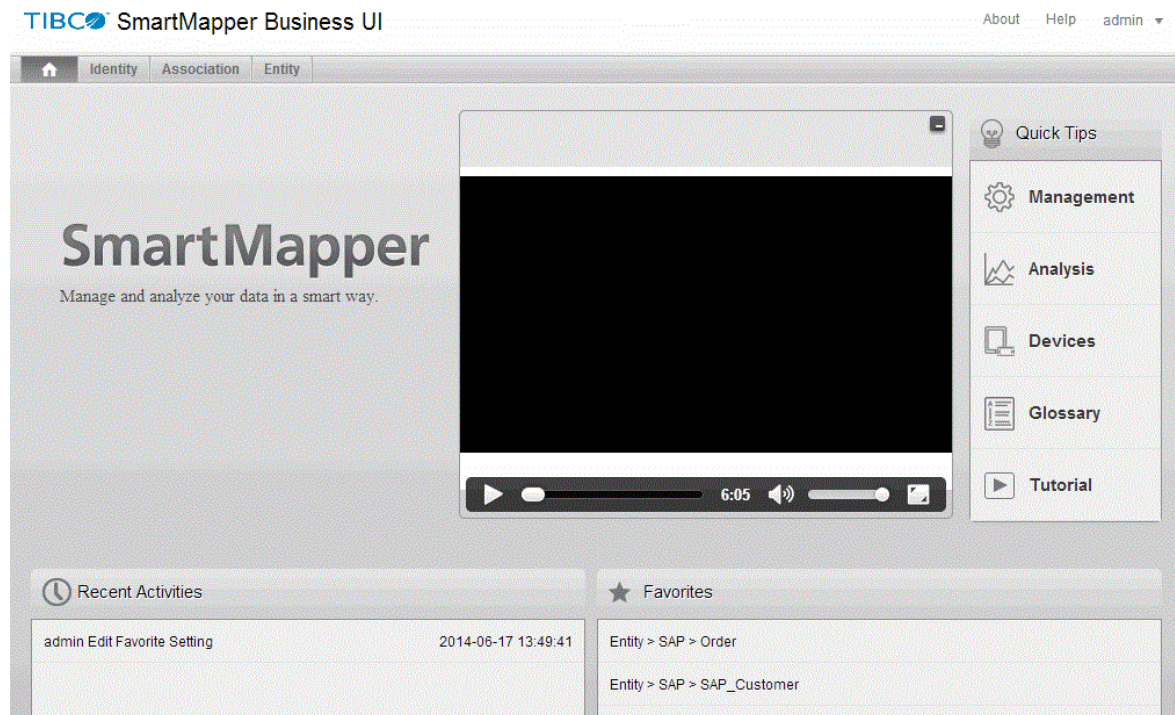 TIBCO™ SmartMapper Business UI
About Help admin
Identity Association Entity
Quick Tips
Management
SmartMapper
Manage and analyze your data in a smart way.
Analysis
Devices
Glossary
Tutorial
6:05
Recent Activities
admin Edit Favorite Setting 2014-06-17 13:49:41
Favorites
Entity > SAP > Order
Entity > SAP > SAP_Customer